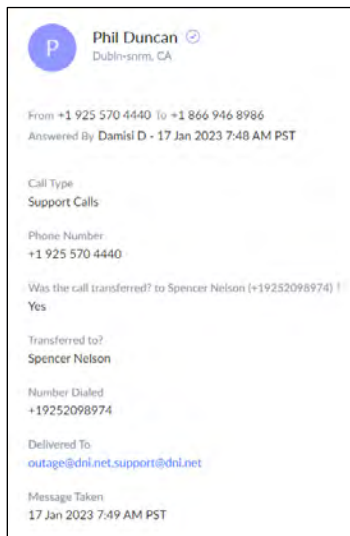 P
Phil Duncan
Dubln-snrm, CA
From +1 925 570 4440 To +1 866 946 8986
Answered By Damisi D - 17 Jan 2023 7:48 AM PST
Call Type
Support Calls
Phone Number
+1 925 570 4440
Was the call transferred? to Spencer Nelson (+19252098974) !
Yes
Transferred to?
Spencer Nelson
Number Dialed
+19252098974
Delivered To
outage@dni.net,support@dni.net
Message Taken
17 Jan 2023 7:49 AM PST